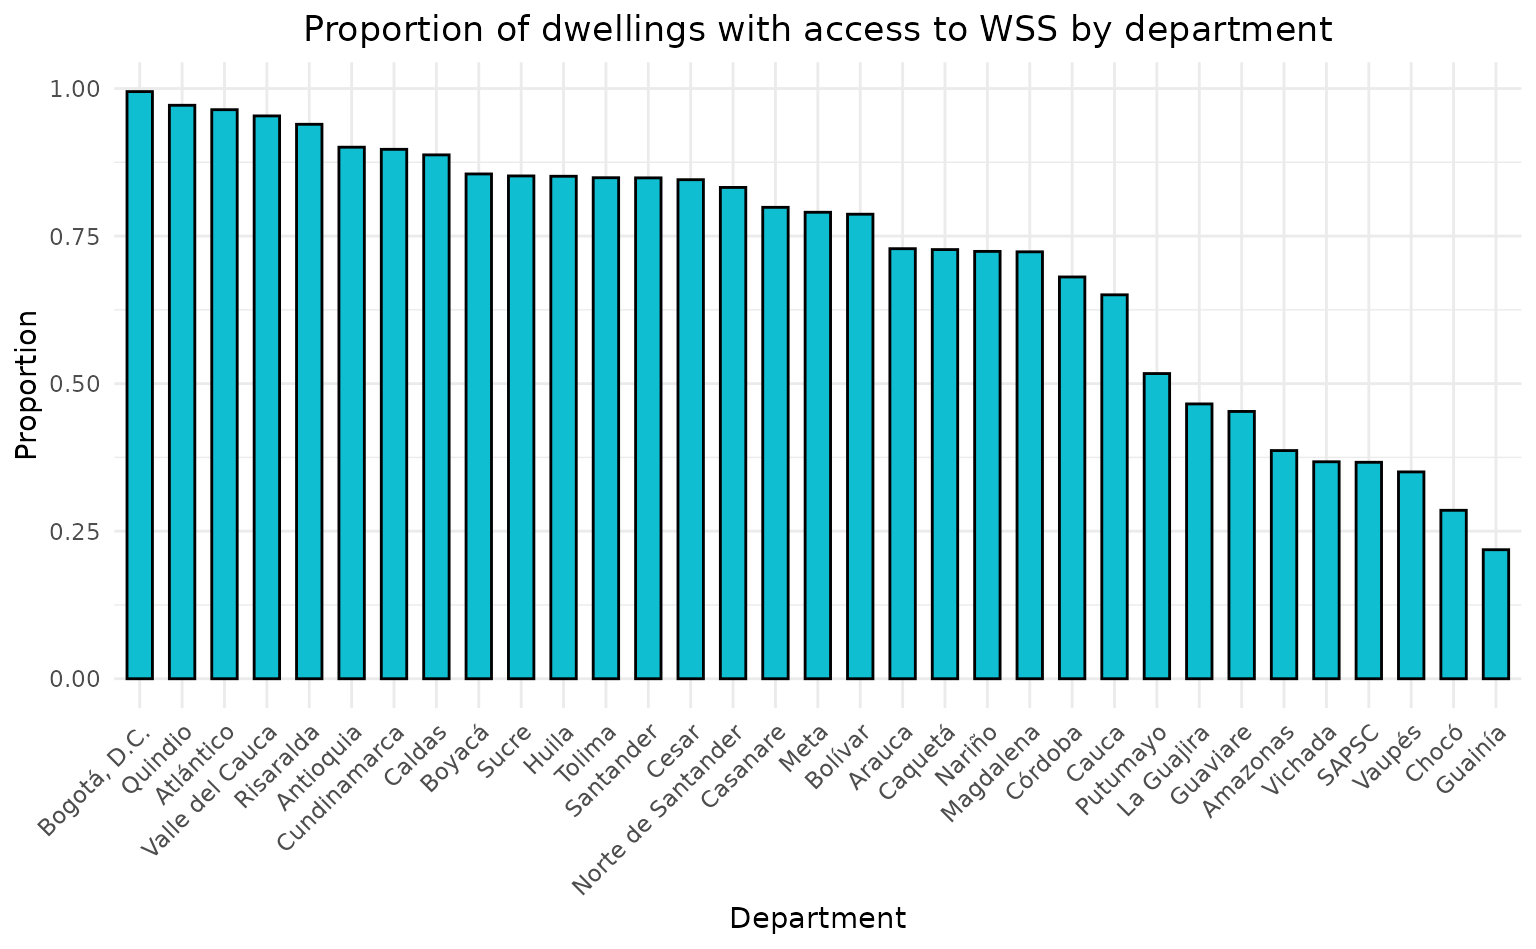 Proportion of dwellings with access to WSS by department
Proportion
1.00
0.75
0.50
0.25
0.00
Bogotá, D.C.
Quindio
Atlántico
Valle del Cauca
Risaralda
Antioquia
Cundinamarca
Caldas
Boyacá
Sucre
Huila
Tolima
Santander
Cesar
Norte de Santander
Casanare
Meta
Bolívar
Arauca
Caquetá
Nariño
Magdalena
Córdoba
Cauca
Putumayo
La Guajira
Guaviare
Amazonas
Vichada
SAPSC
Vaupés
Chocó
Guainía
Department